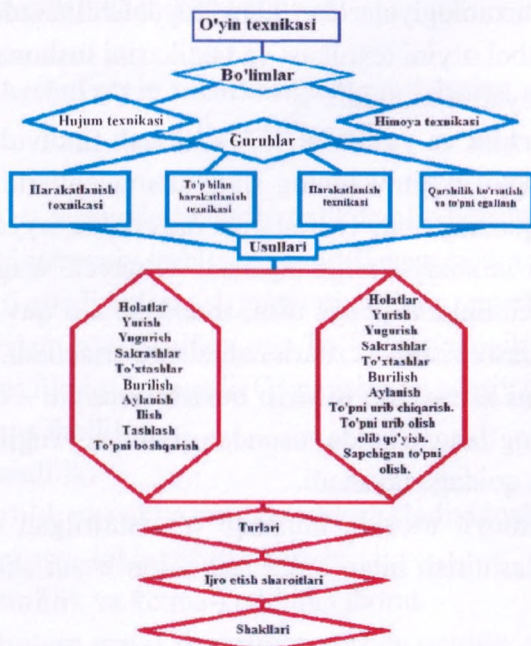 O'yin texnikasi
Bo'limlar
Hujum texnikasi
Himoya texnikasi
Guruhlar
Harakatlanish
texnikasi
To'p bilan
harakatlanish
texnikasi
Harakatlanish
texnikasi
Qarshilik ko'rsatish
va to'pni egallash
Usullari
Holatlar
Yurish
Yugurish
Sakrashlar
To'xtashlar
Burilish
Aylanish
Ilish
Tashlash
To'pni boshqarish.
Holatlar
Yurish
Yugurish
Sakrashlar
To'xtashlar
Burilish
Aylanish
To'pni urib chiqarish.
To'pni urib olish
olib qo'yish.
Sapchigan to'pni
olish.
Turlari
Ijro etish sharoitlari
Shakllari